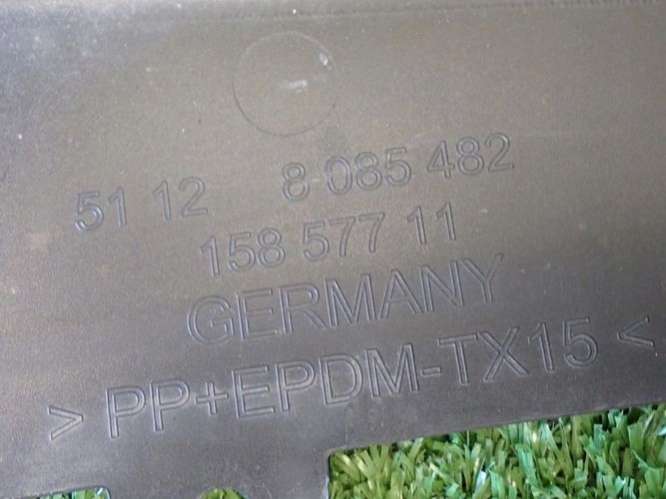 51 12 8 085 482
158 577 11
GERMANY
> PP+EPDM-TX15 <